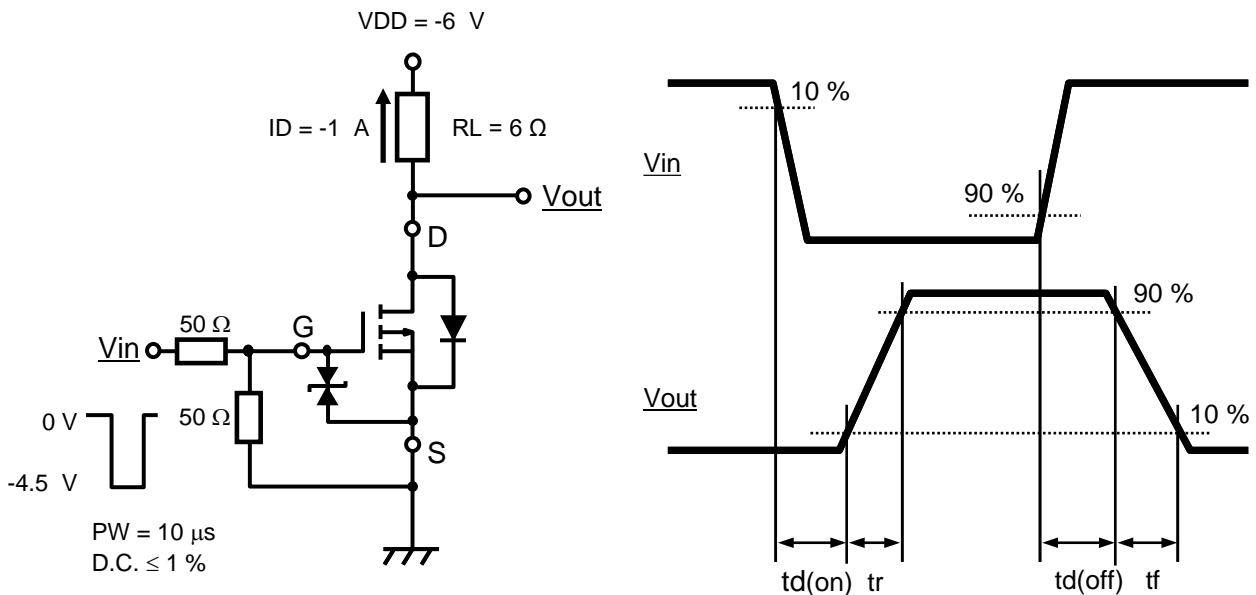 VDD = -6 V
ID = -1 A
RL = 6 Ω
Vout
D
50 Ω
G
Vin
0 V
50 Ω
S
-4.5 V
PW = 10 μs
D.C. ≤ 1 %
10 %
Vin
90 %
90 %
Vout
10 %
td(on) tr
td(off) tf